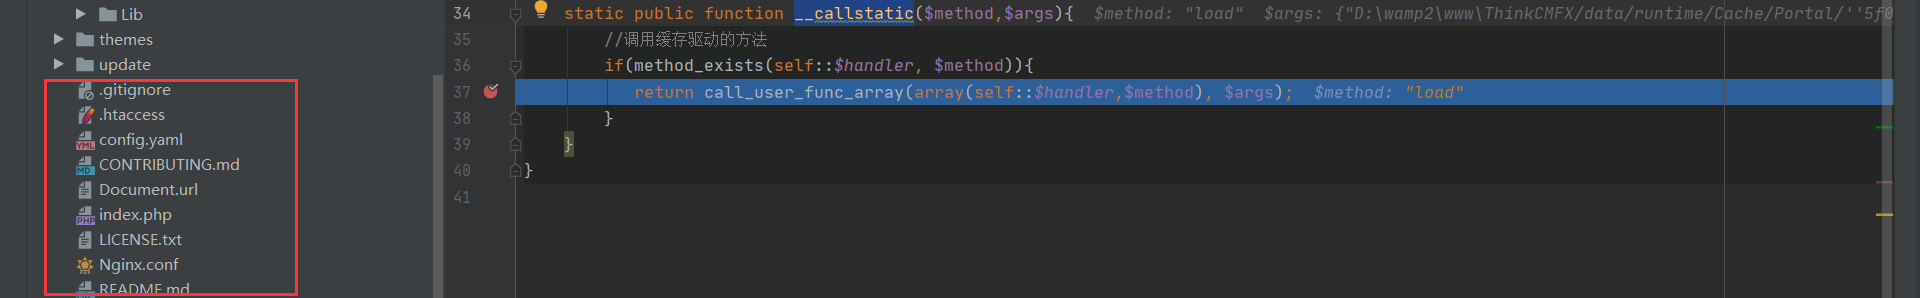 Lib
themes
update
.gitignore
.htaccess
config.yaml
CONTRIBUTING.md
Document.url
index.php
LICENSE.txt
Nginx.conf
README.md
34 static public function __callstatic($method,$args){ $method: "load" $args: {"D:\wamp2\www\ThinkCMFX/data/runtime/Cache/Portal/''5f0
35 //调用缓存驱动的方法
36 if(method_exists(self::$handler, $method)){
37 return call_user_func_array(array(self::$handler,$method), $args); $method: "load"
38 }
39 }
40 }
41